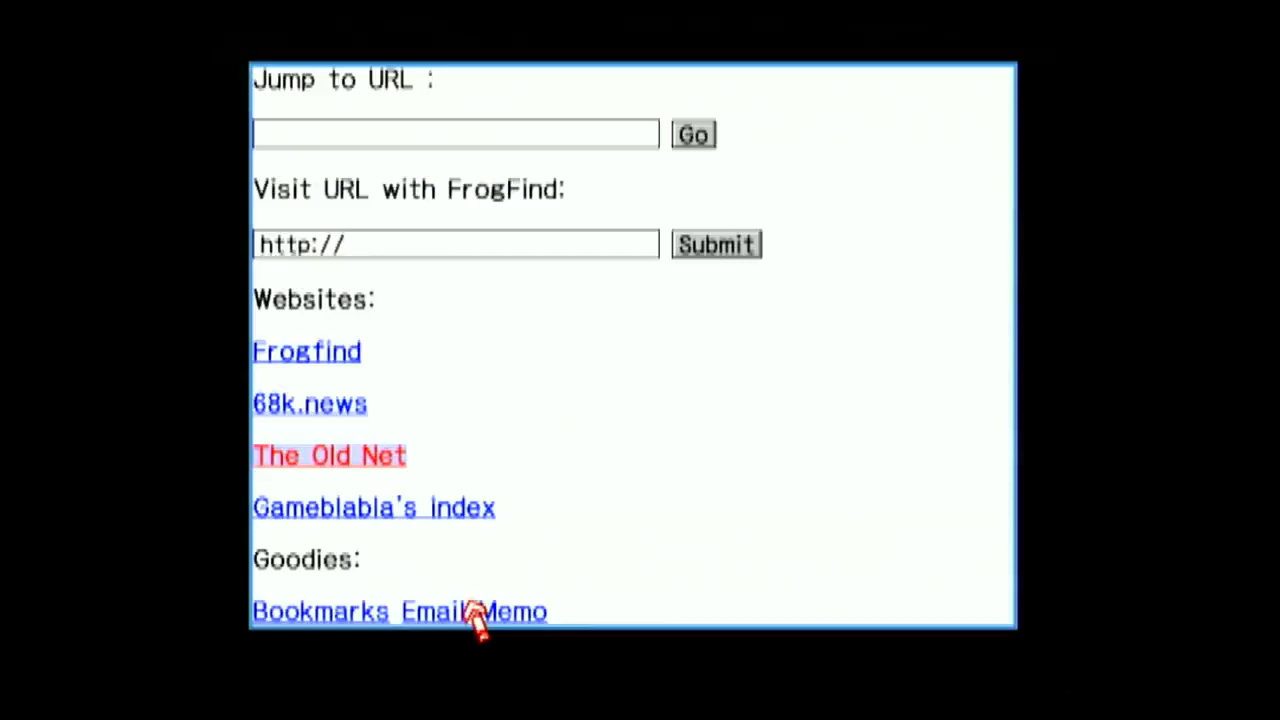 Jump to URL :
Go
Visit URL with FrogFind:
http:// Submit
Websites:
Frogfind
68k.news
The Old Net
Gameblabla's index
Goodies:
Bookmarks Email Memo